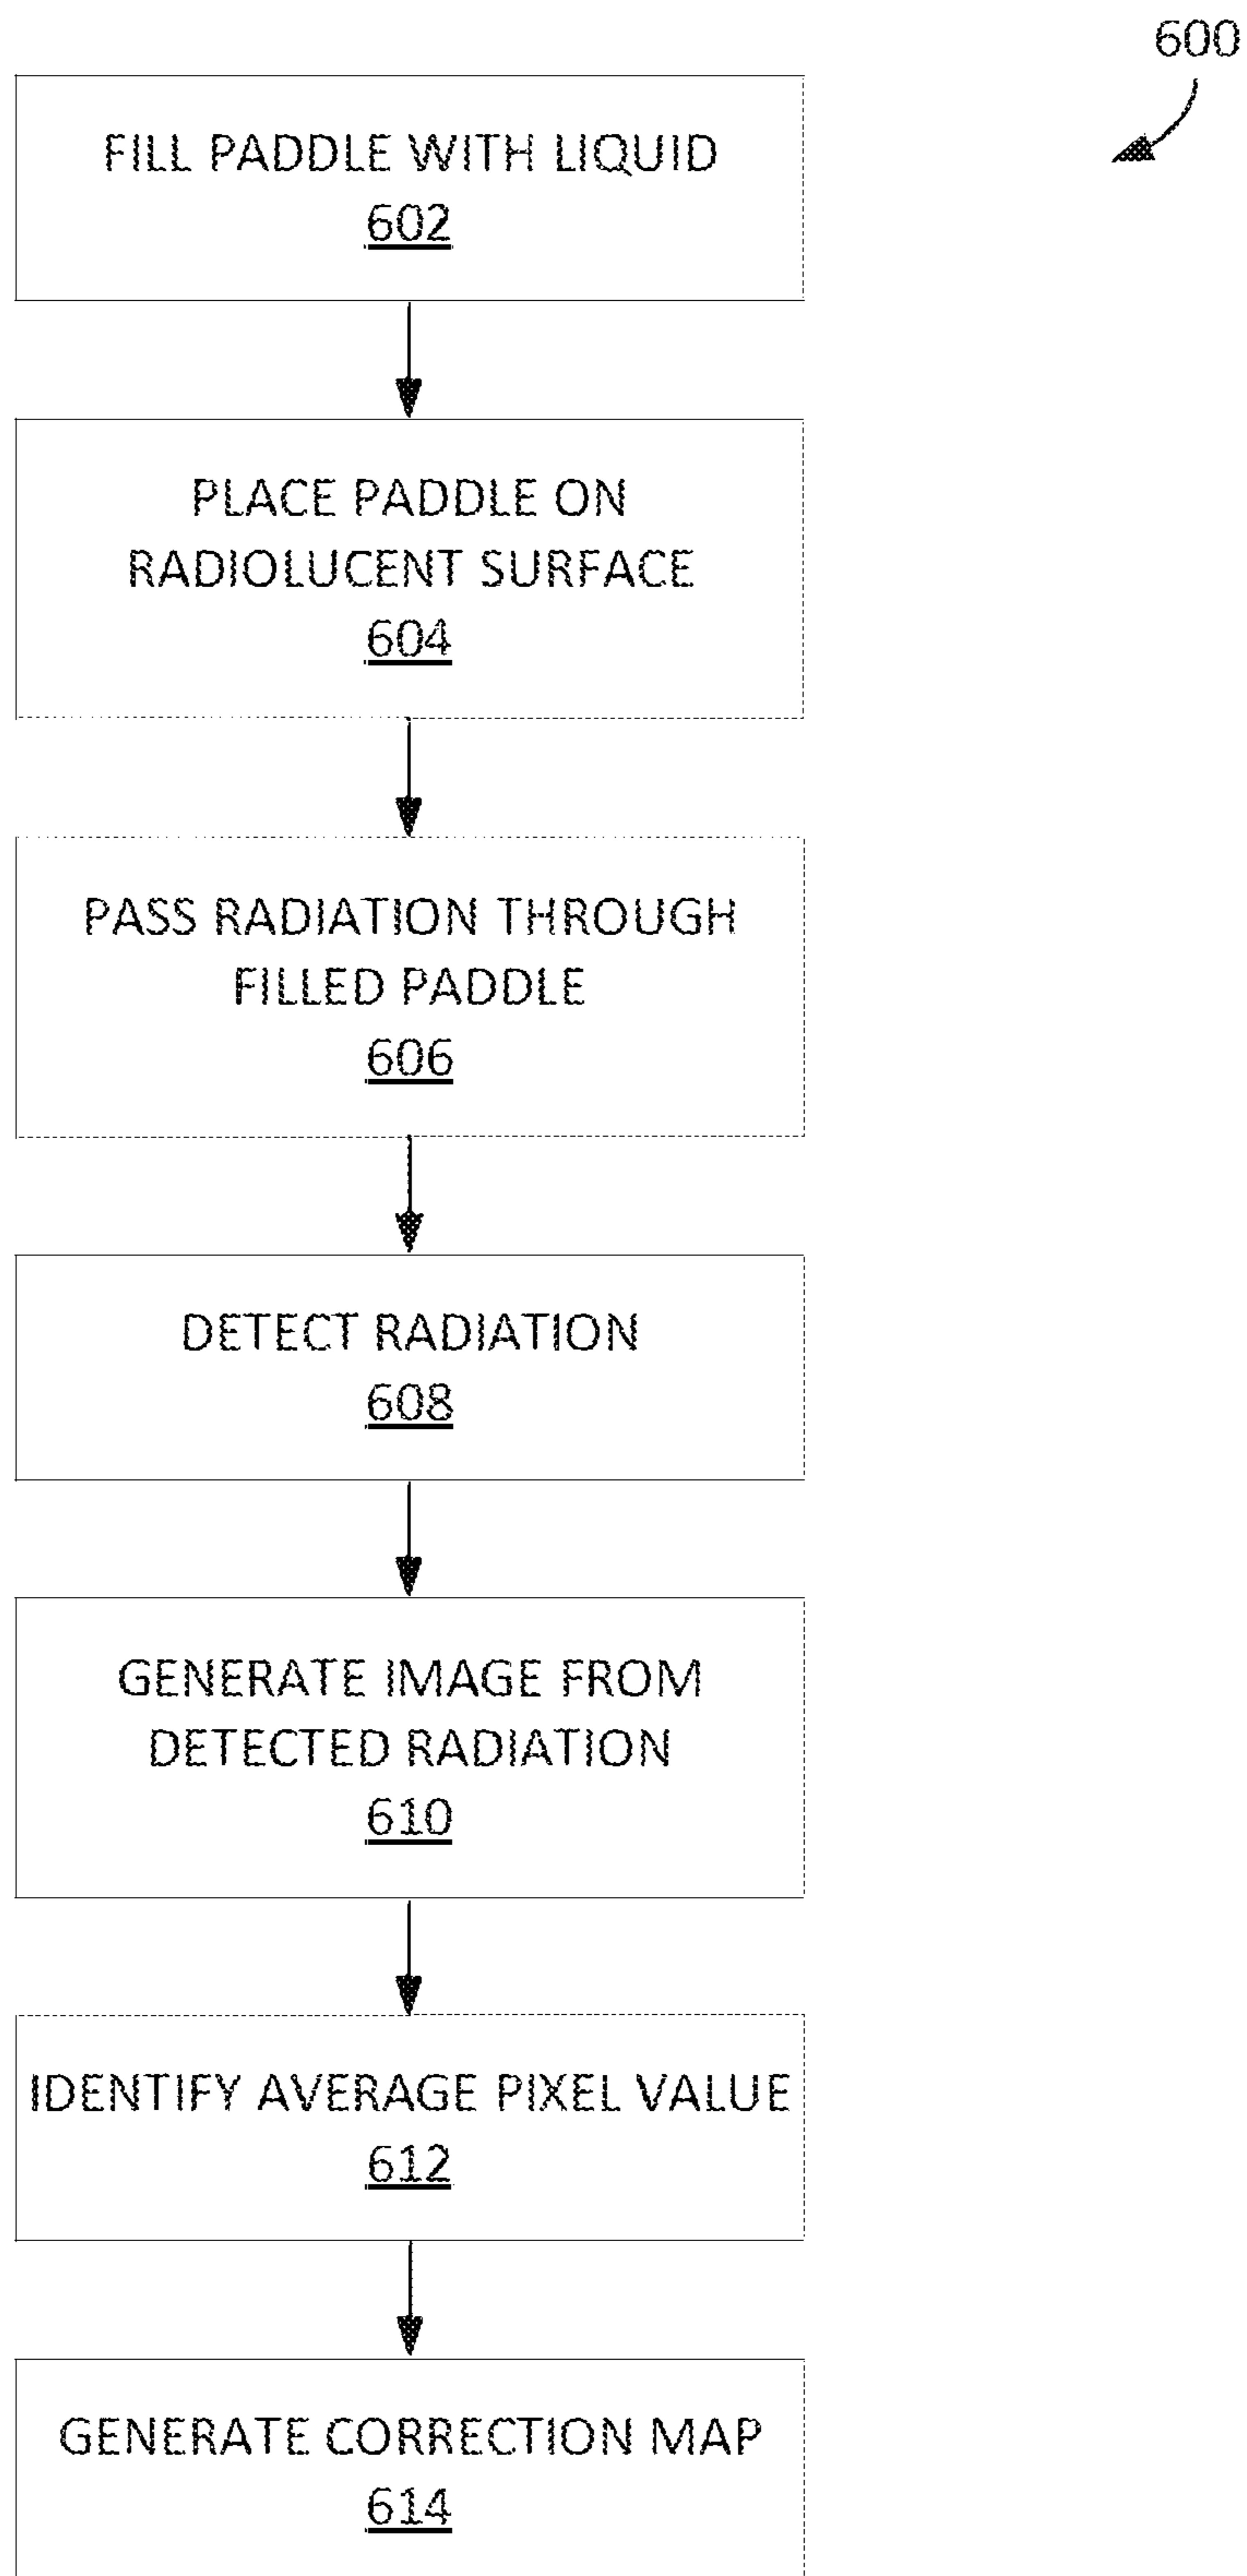 600
FILL PADDLE WITH LIQUID
602
PLACE PADDLE ON
RADIOLUCENT SURFACE
604
PASS RADIATION THROUGH
FILLED PADDLE
606
DETECT RADIATION
608
GENERATE IMAGE FROM
DETECTED RADIATION
610
IDENTIFY AVERAGE PIXEL VALUE
612
GENERATE CORRECTION MAP
614